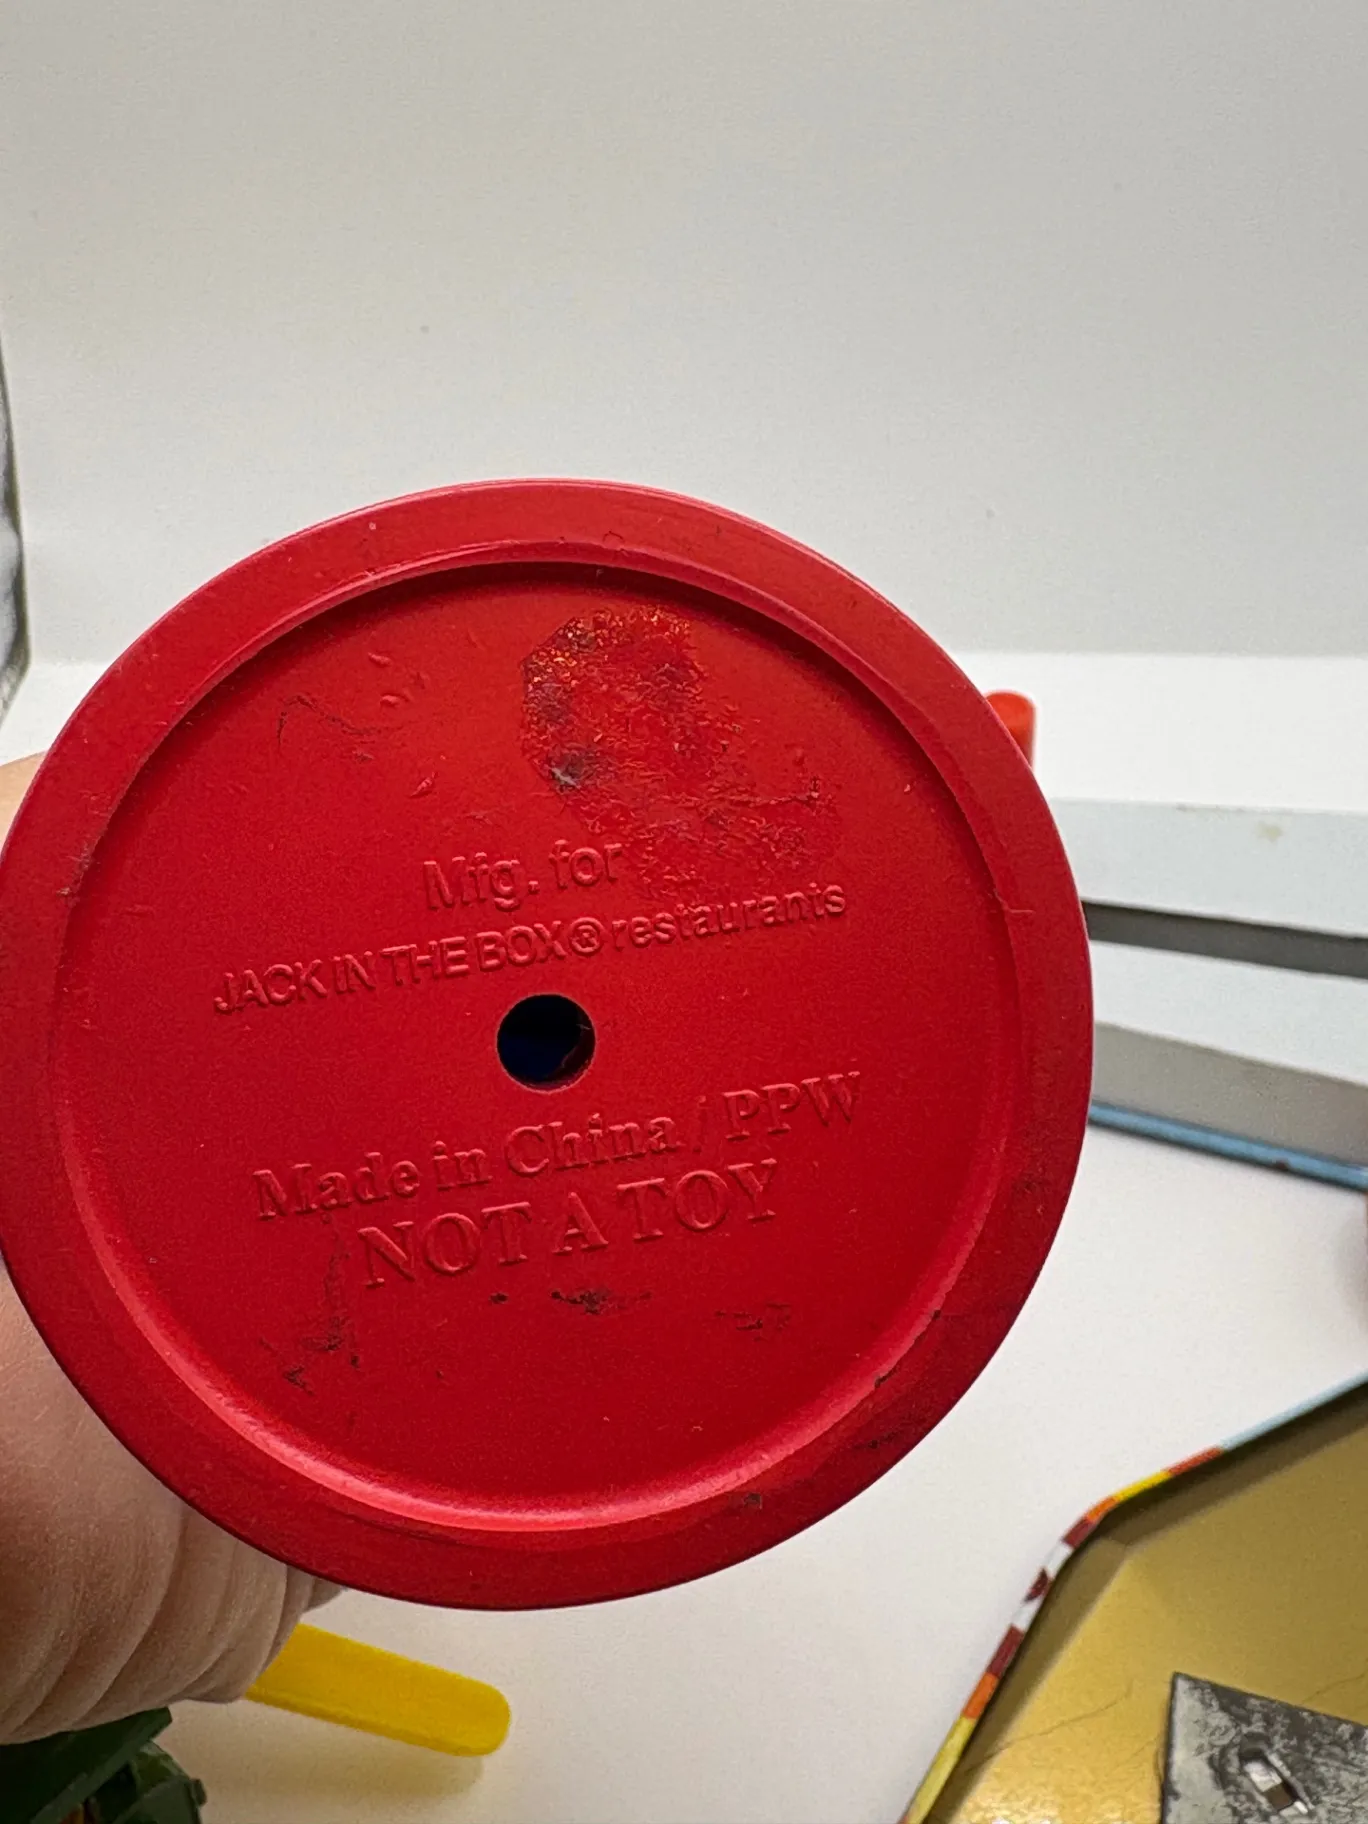 Mfg. for
JACK IN THE BOX® restaurants
Made in China / PPW
NOT A TOY